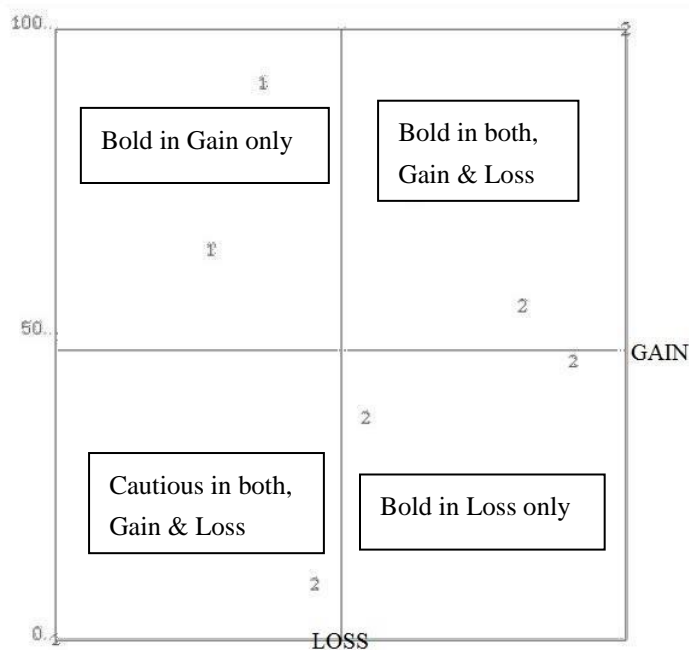 100..
2
1
Bold in Gain only
Bold in both,
Gain & Loss
1
2
50..
GAIN
2
2
Cautious in both,
Gain & Loss
Bold in Loss only
2
0..
LOSS